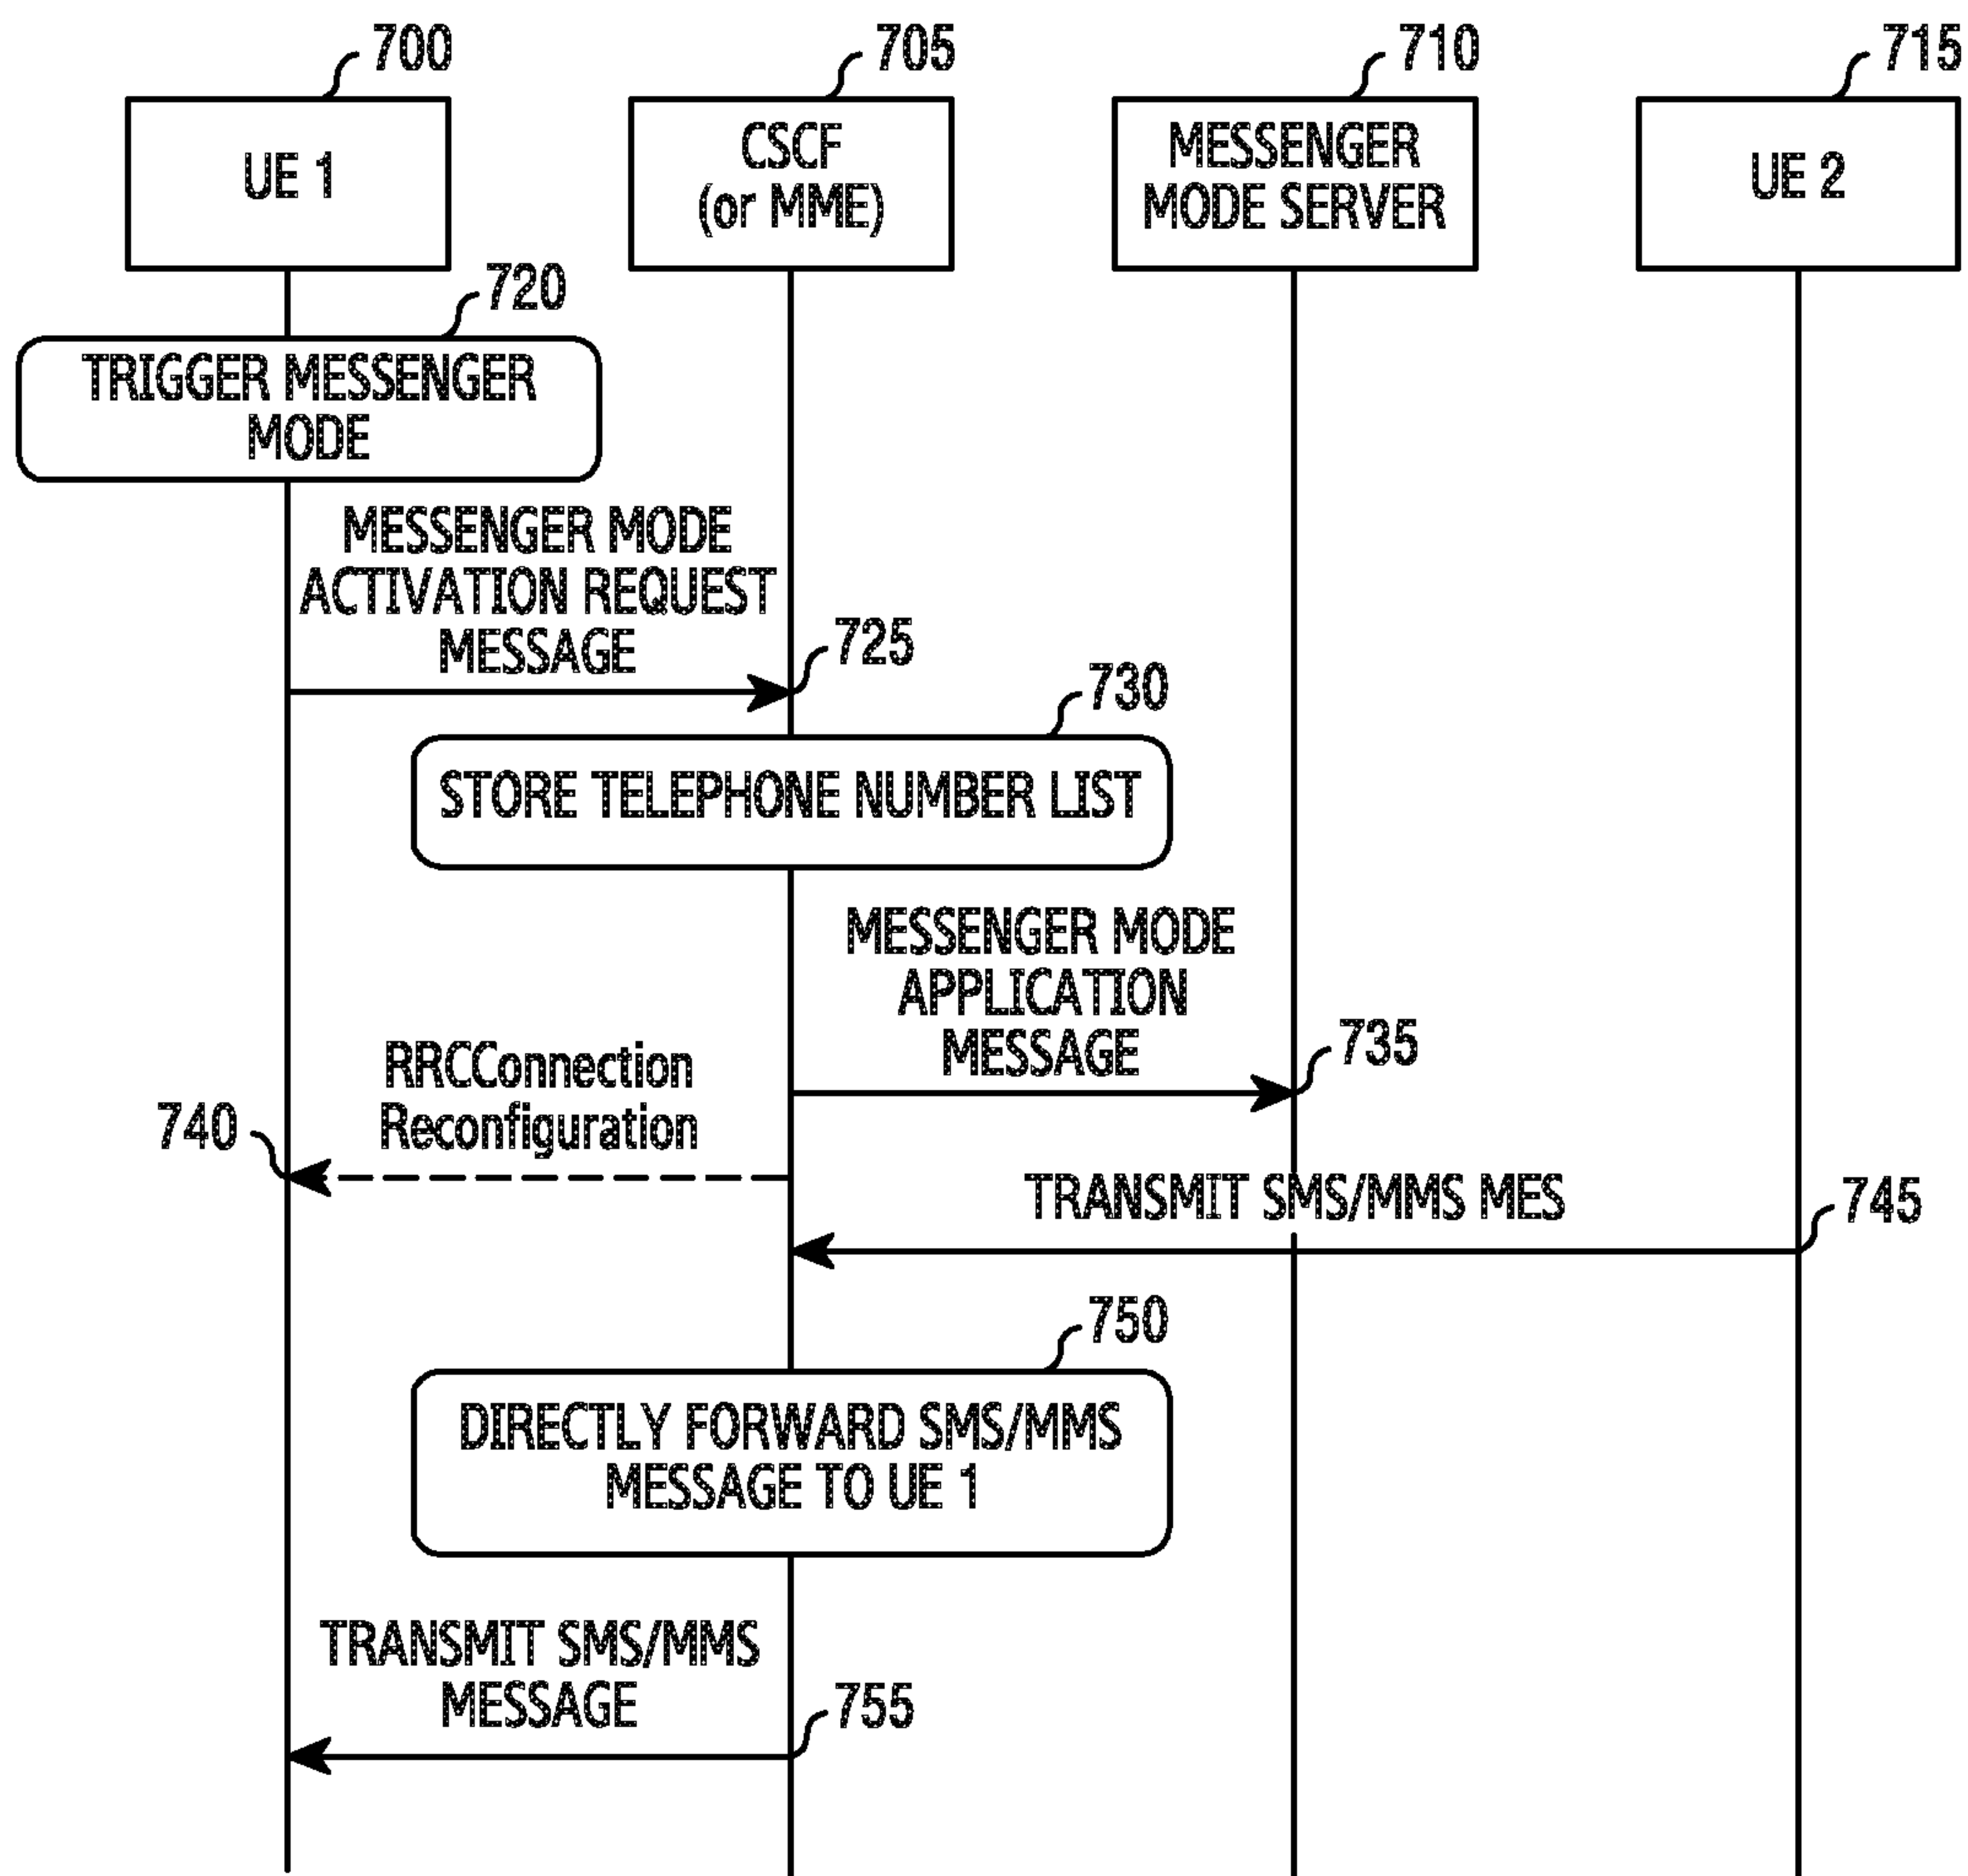 700
705
710
715
UE 1
CSCF
(or MME)
MESSENGER
MODE SERVER
UE 2
720
TRIGGER MESSENGER
MODE
MESSENGER MODE
ACTIVATION REQUEST
MESSAGE
725
730
STORE TELEPHONE NUMBER LIST
MESSENGER MODE
APPLICATION
MESSAGE
735
RRCConnection
Reconfiguration
740
TRANSMIT SMS/MMS MES
745
750
DIRECTLY FORWARD SMS/MMS
MESSAGE TO UE 1
TRANSMIT SMS/MMS
MESSAGE
755